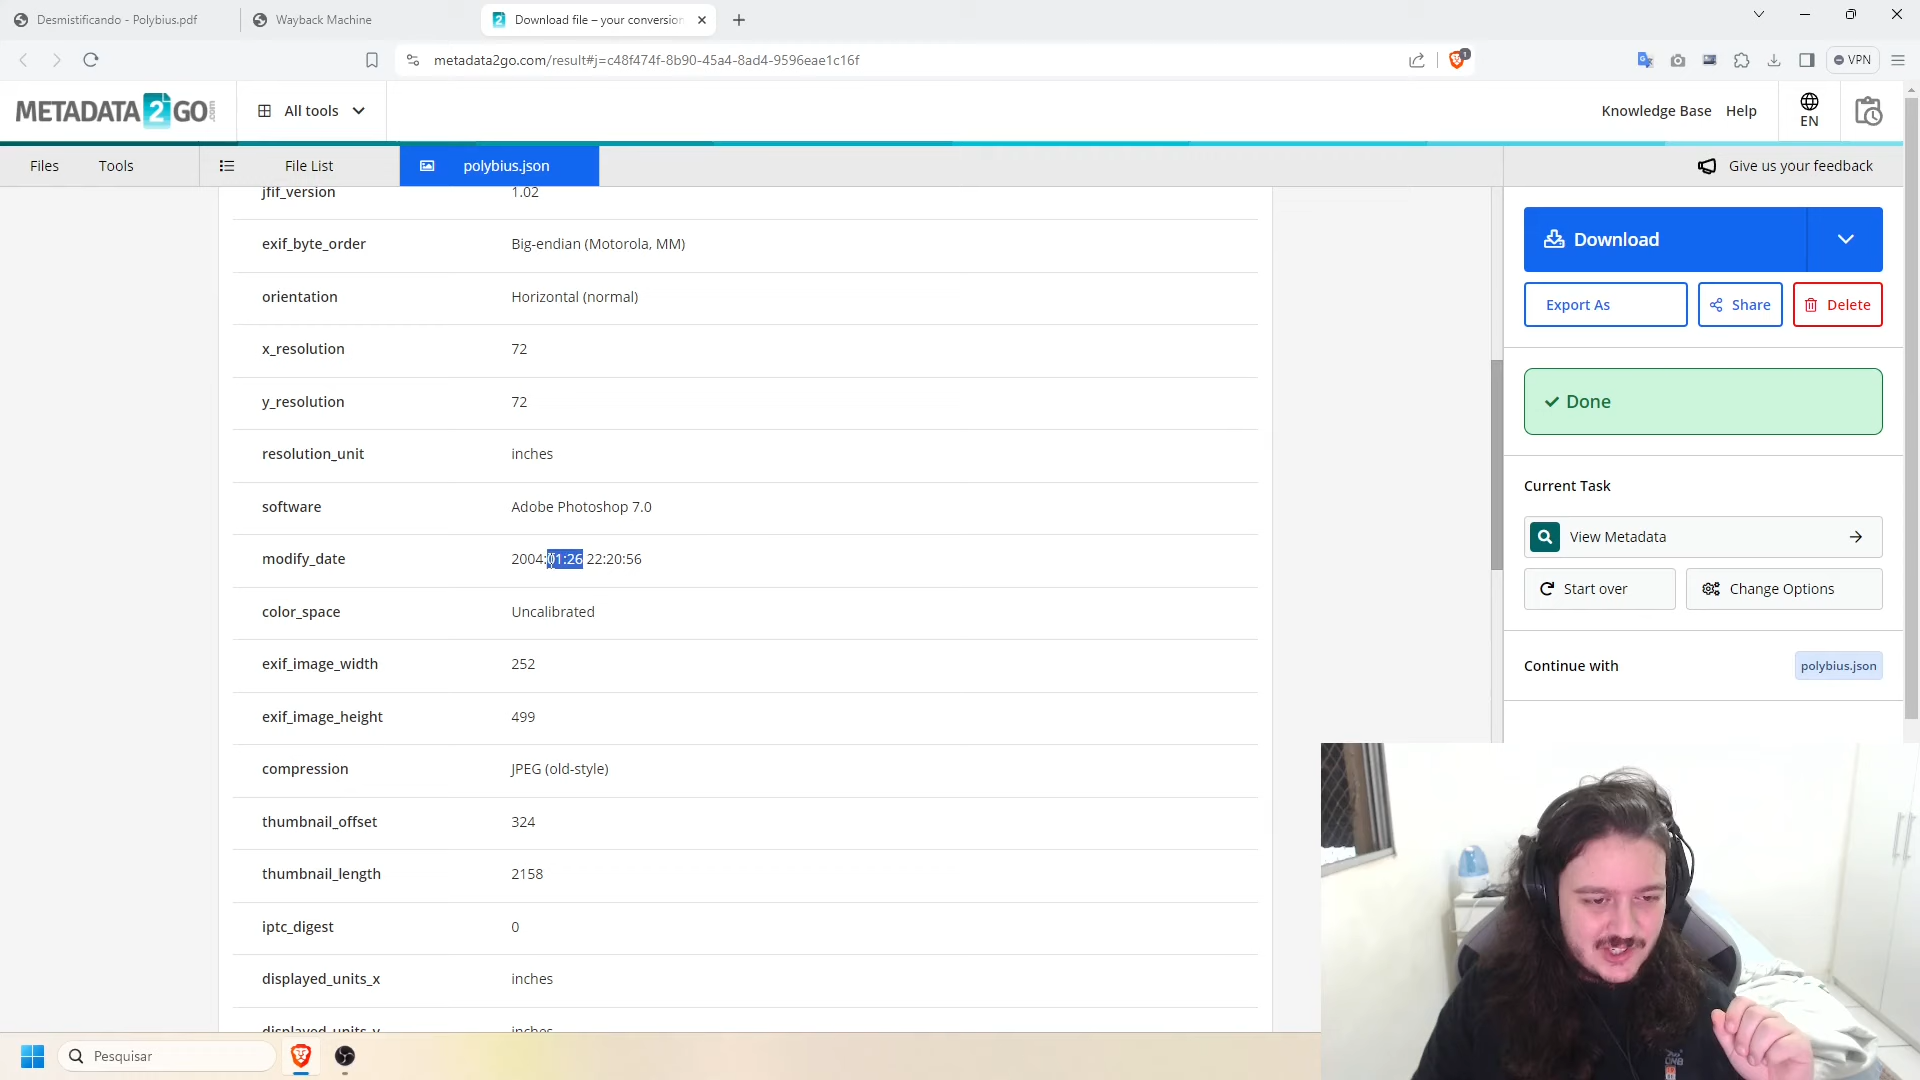 Desmistificando - Polybius.pdf
Wayback Machine
Download file – your conversion
metadata2go.com/result#j=c48f474f-8b90-45a4-8ad4-9596eae1c16f
1
VPN
METADATA2GO.com
All tools
Knowledge Base
Help
EN
Files
Tools
File List
polybius.json
Give us your feedback
jfif_version 1.02
exif_byte_order Big-endian (Motorola, MM)
orientation Horizontal (normal)
x_resolution 72
y_resolution 72
resolution_unit inches
software Adobe Photoshop 7.0
modify_date 2004:01:26 22:20:56
color_space Uncalibrated
exif_image_width 252
exif_image_height 499
compression JPEG (old-style)
thumbnail_offset 324
thumbnail_length 2158
iptc_digest 0
displayed_units_x inches
displayed_units_y inches
Download
Export As
Share
Delete
Done
Current Task
View Metadata
Start over
Change Options
Continue with
polybius.json
Pesquisar